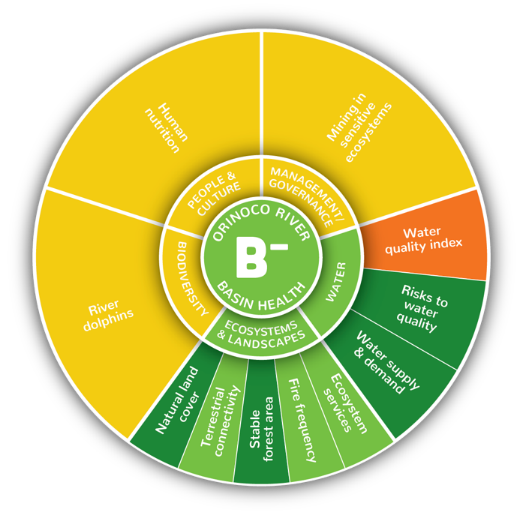 ORINOCO RIVER
B-
BASIN HEALTH
PEOPLE &
CULTURE
MANAGEMENT/
GOVERNANCE
WATER
ECOSYSTEMS
& LANDSCAPES
BIODIVERSITY
Human
nutrition
Mining in
sensitive
ecosystems
Water
quality index
Risks to
water
quality
Water supply
& demand
Ecosystem
services
Fire frequency
Stable
forest area
Terrestrial
connectivity
Natural land
cover
River
dolphins